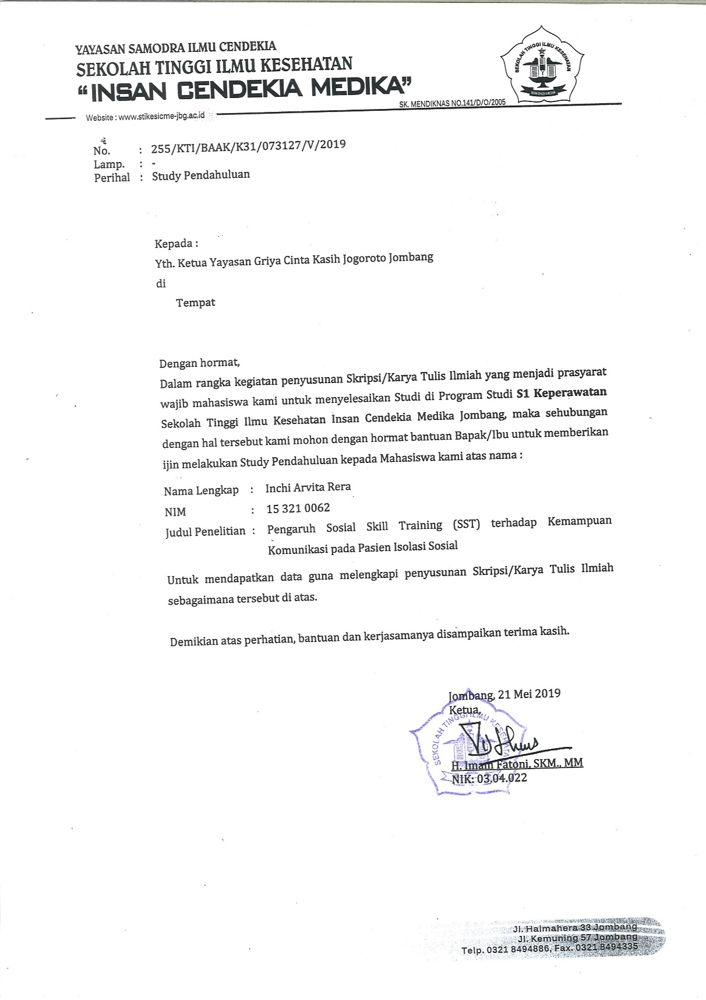 YAYASAN SAMODRA ILMU CENDEKIA
SEKOLAH TINGGI ILMU KESEHATAN
“INSAN CENDEKIA MEDIKA”
SEKOLAH TINGGI ILMU KESEHATAN
INSAN CENDEKIA MEDIKA
SK. MENDIKNAS NO.141/D/O/2005
Website : www.stikesicme-jbg.ac.id
No. : 255/KTI/BAAK/K31/073127/V/2019
Lamp. : -
Perihal : Study Pendahuluan
Kepada :
Yth. Ketua Yayasan Griya Cinta Kasih Jogoroto Jombang
di
Tempat
Dengan hormat,
Dalam rangka kegiatan penyusunan Skripsi/Karya Tulis Ilmiah yang menjadi prasyarat
wajib mahasiswa kami untuk menyelesaikan Studi di Program Studi S1 Keperawatan
Sekolah Tinggi Ilmu Kesehatan Insan Cendekia Medika Jombang, maka sehubungan
dengan hal tersebut kami mohon dengan hormat bantuan Bapak/Ibu untuk memberikan
ijin melakukan Study Pendahuluan kepada Mahasiswa kami atas nama :
Nama Lengkap : Inchi Arvita Rera
NIM : 15 321 0062
Judul Penelitian : Pengaruh Sosial Skill Training (SST) terhadap Kemampuan
Komunikasi pada Pasien Isolasi Sosial
Untuk mendapatkan data guna melengkapi penyusunan Skripsi/Karya Tulis Ilmiah
sebagaimana tersebut di atas.
Demikian atas perhatian, bantuan dan kerjasamanya disampaikan terima kasih.
Jombang, 21 Mei 2019
Ketua,
SEKOLAH TINGGI ILMU KESEHATAN
H. Imam Fatoni, SKM., MM
NIK: 03.04.022
Jl. Halmahera 33 Jombang
Jl. Kemuning 57 Jombang
Telp. 0321 8494886, Fax. 0321 8494335